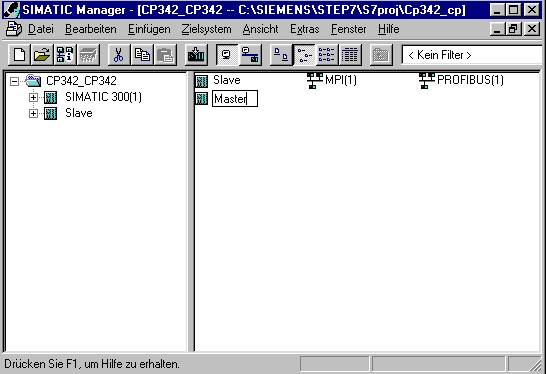 SIMATIC Manager - [CP342_CP342 -- C:\SIEMENS\STEP7\S7proj\Cp342_cp]
Datei Bearbeiten Einfügen Zielsystem Ansicht Extras Fenster Hilfe
< Kein Filter >
CP342_CP342
SIMATIC 300(1)
Slave
Slave MPI(1) PROFIBUS(1)
Master
Drücken Sie F1, um Hilfe zu erhalten.